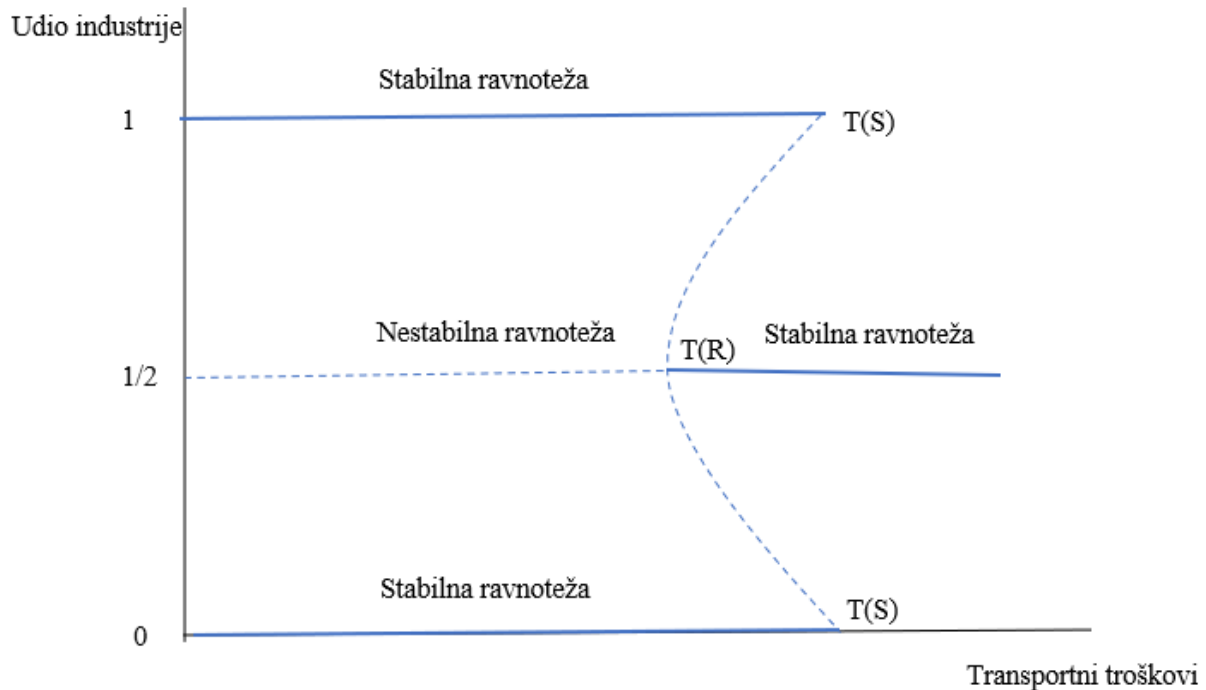 Udio industrije
Stabilna ravnoteža
1
T(S)
Nestabilna ravnoteža
Stabilna ravnoteža
T(R)
1/2
Stabilna ravnoteža
T(S)
0
Transportni troškovi